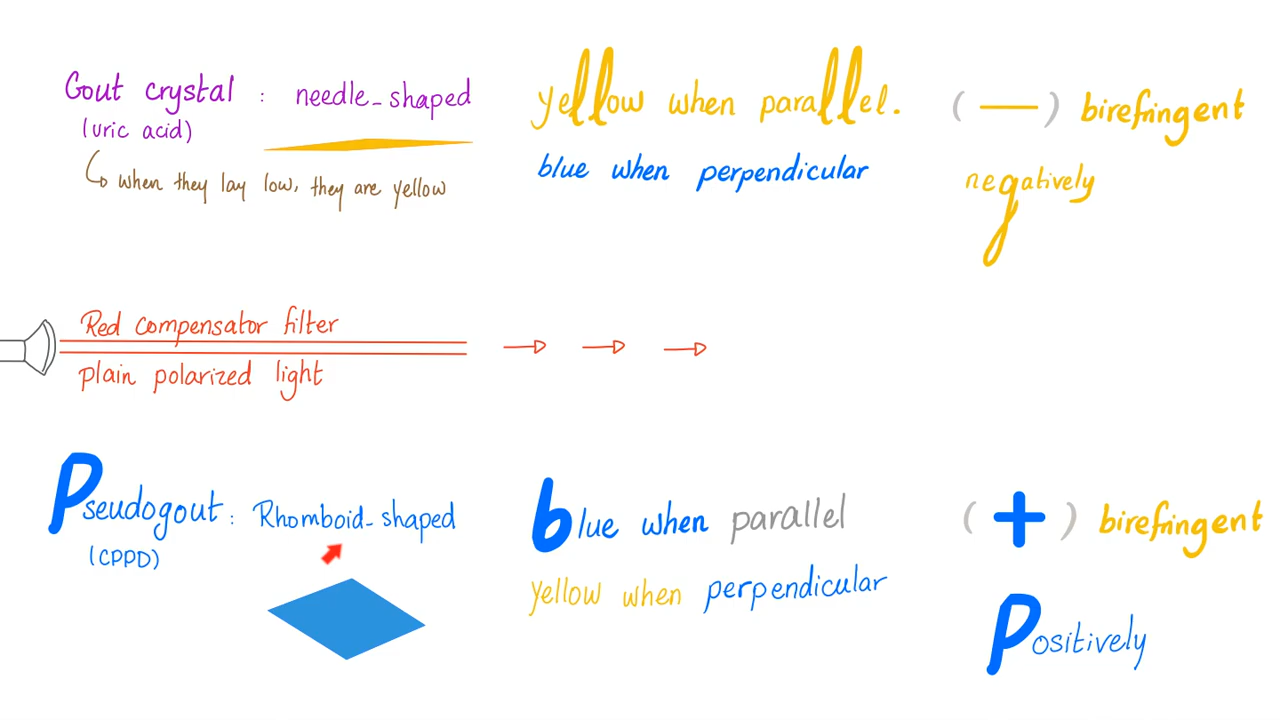 Gout crystal : needle-shaped
(uric acid)
when they lay low, they are yellow
yellow when parallel.
blue when perpendicular
( — ) birefringent
negatively
Red compensator filter
plain polarized light
Pseudogout : Rhomboid-shaped
(CPPD)
blue when parallel
yellow when perpendicular
( + ) birefringent
Positively